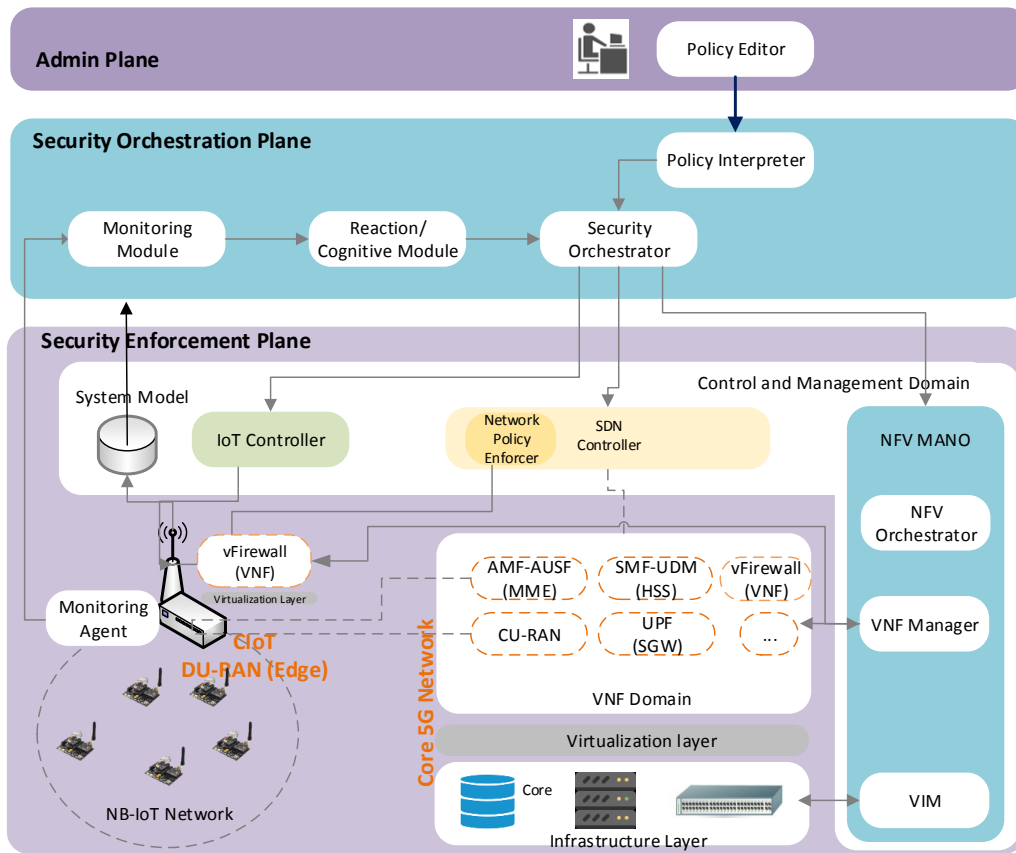 Admin Plane
Policy Editor
Security Orchestration Plane
Policy Interpreter
Monitoring
Module
Reaction/
Cognitive Module
Security
Orchestrator
Security Enforcement Plane
Control and Management Domain
System Model
IoT Controller
Network
Policy
Enforcer
SDN
Controller
NFV MANO
NFV
Orchestrator
vFirewall
(VNF)
Virtualization Layer
Monitoring
Agent
CIoT
DU-RAN (Edge)
NB-IoT Network
Core 5G Network
AMF-AUSF
(MME)
SMF-UDM
(HSS)
vFirewall
(VNF)
CU-RAN
UPF
(SGW)
...
VNF Domain
VNF Manager
Virtualization layer
Core
Infrastructure Layer
VIM